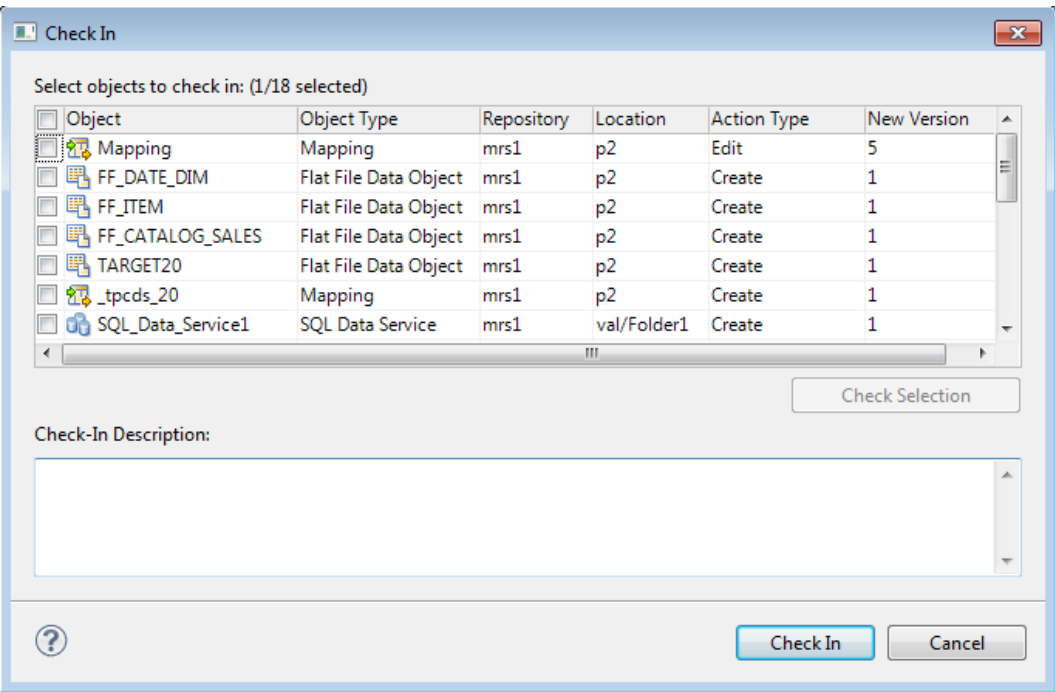 Check In
Select objects to check in: (1/18 selected)
Object Object Type Repository Location Action Type New Version
Mapping Mapping mrs1 p2 Edit 5
FF_DATE_DIM Flat File Data Object mrs1 p2 Create 1
FF_ITEM Flat File Data Object mrs1 p2 Create 1
FF_CATALOG_SALES Flat File Data Object mrs1 p2 Create 1
TARGET20 Flat File Data Object mrs1 p2 Create 1
_tpcds_20 Mapping mrs1 p2 Create 1
SQL_Data_Service1 SQL Data Service mrs1 val/Folder1 Create 1
Check Selection
Check-In Description:
?
Check In Cancel